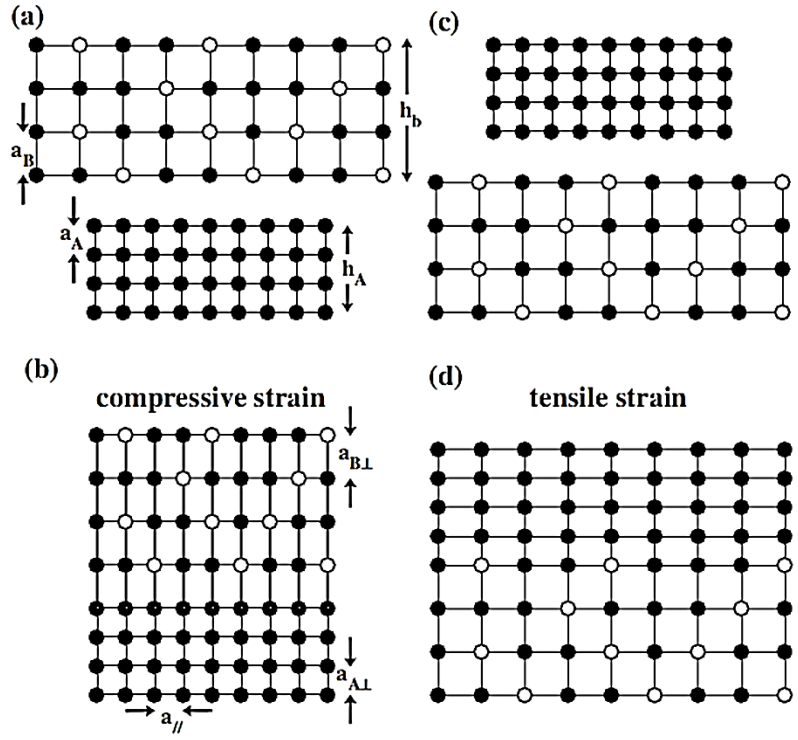 (a)
(c)
h_b
a_B
a_A
h_A
(b)
(d)
compressive strain
tensile strain
a_B⊥
a_A⊥
a_//